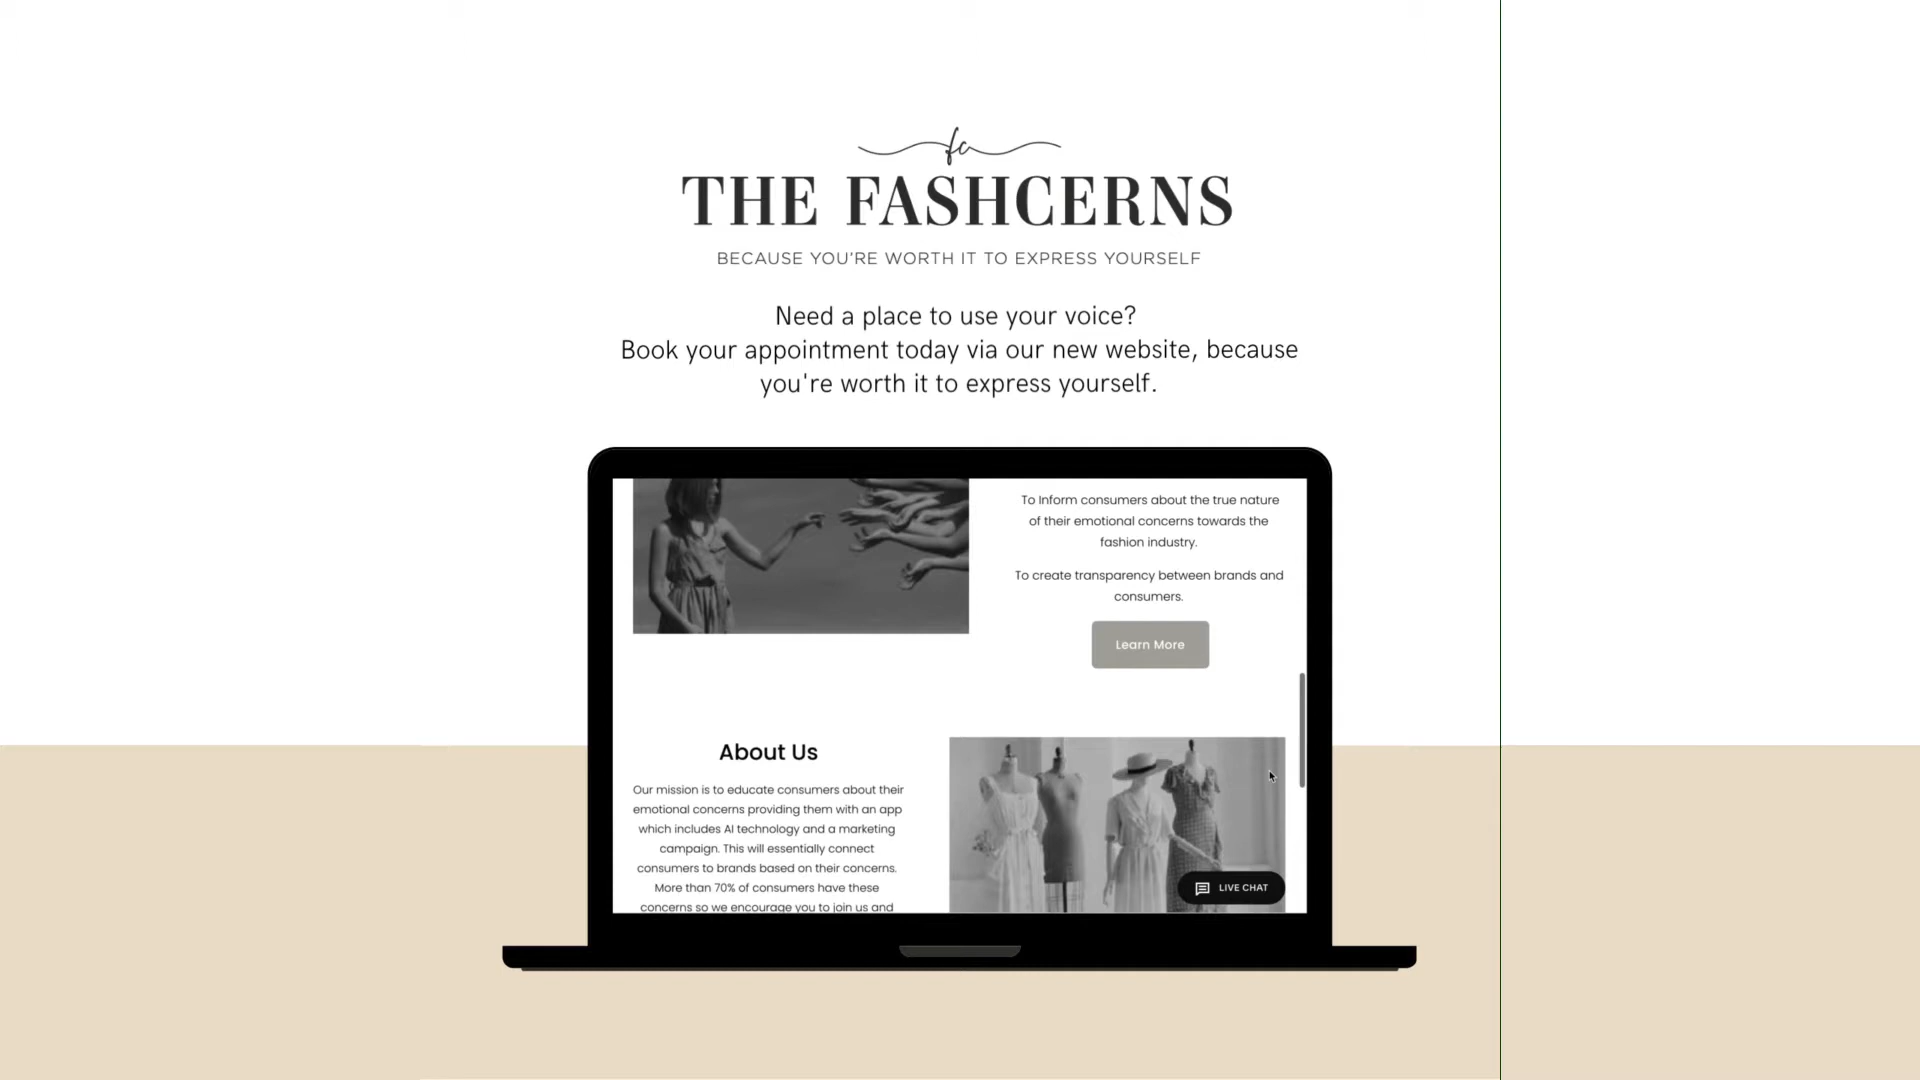 fc
THE FASHCERNS
BECAUSE YOU'RE WORTH IT TO EXPRESS YOURSELF
Need a place to use your voice?
Book your appointment today via our new website, because
you're worth it to express yourself.
To Inform consumers about the true nature
of their emotional concerns towards the
fashion industry.
To create transparency between brands and
consumers.
Learn More
About Us
Our mission is to educate consumers about their
emotional concerns providing them with an app
which includes AI technology and a marketing
campaign. This will essentially connect
consumers to brands based on their concerns.
More than 70% of consumers have these
concerns so we encourage you to join us and
LIVE CHAT